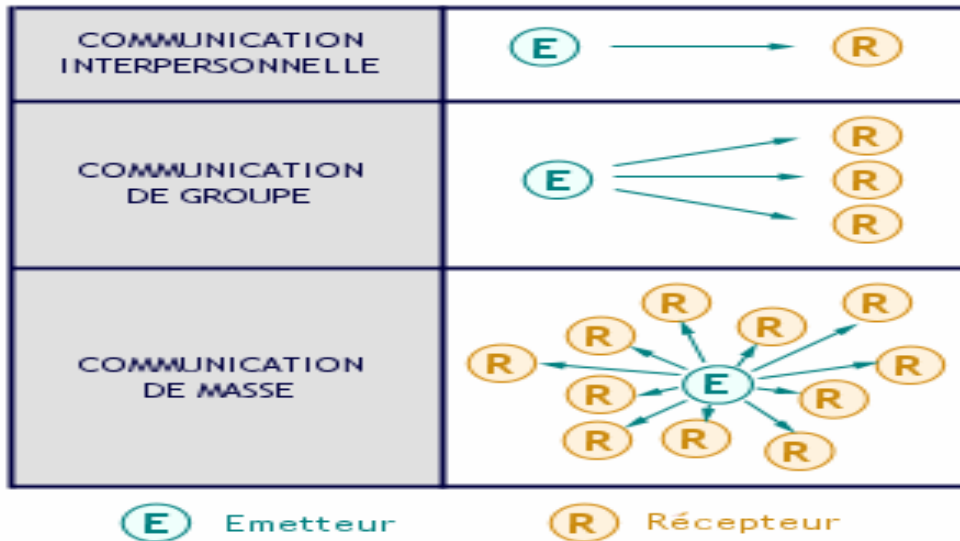 COMMUNICATION
INTERPERSONNELLE
E R
COMMUNICATION
DE GROUPE
R
E R
R
COMMUNICATION
DE MASSE
R R
R R
R R
E
R R
R R R
E Emetteur
R Récepteur